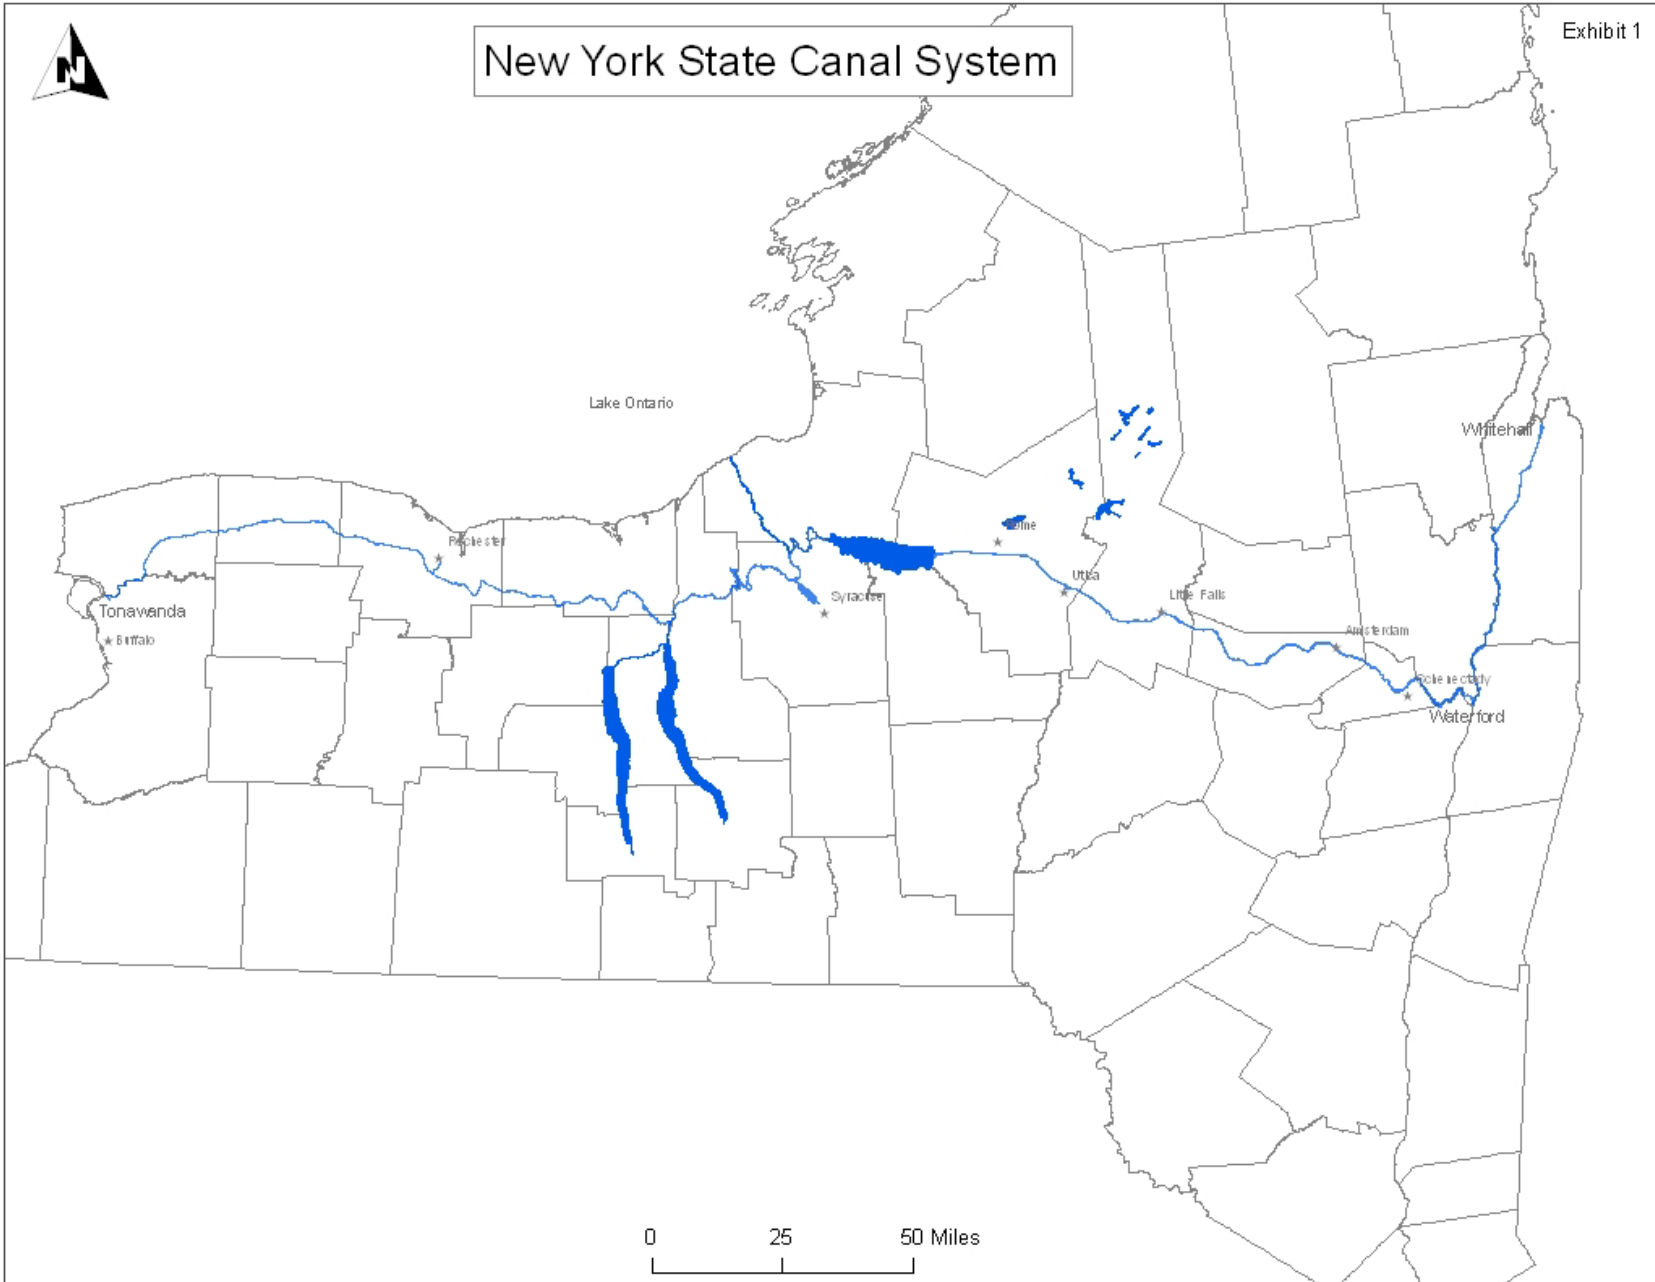 Exhibit 1
N
New York State Canal System
Lake Ontario
Whitehall
Rome
Rochester
Utica
Little Falls
Syracuse
Tonawanda
Amsterdam
Buffalo
Schenectady
Waterford
0 25 50 Miles